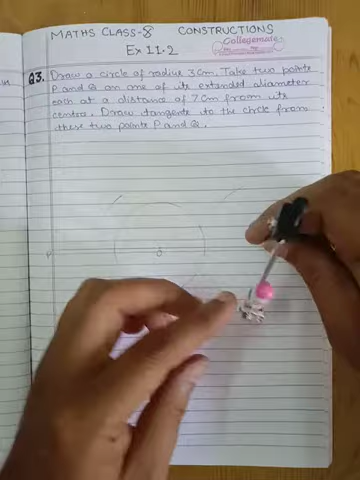 MATHS CLASS-8 CONSTRUCTIONS
Ex 11.2
Collegemate
Q3. Draw a circle of radius 3cm. Take two points
P and Q on one of its extended diameter
each at a distance of 7cm from its
centre. Draw tangents to the circle from
these two points P and Q.
P
O